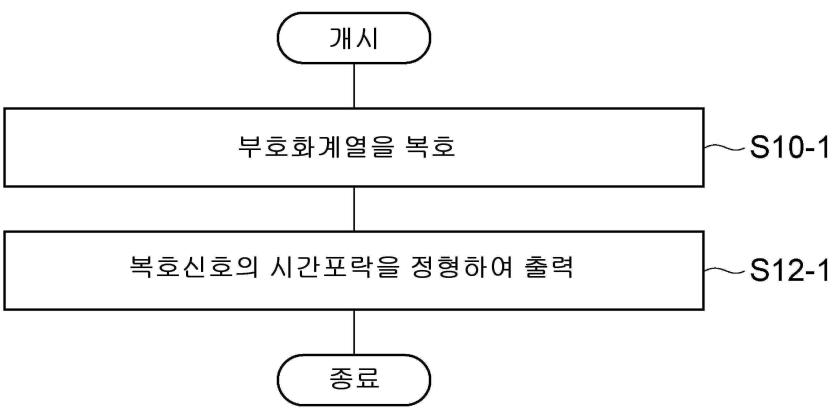 개시
부호화계열을 복호
S10-1
복호신호의 시간포락을 정형하여 출력
S12-1
종료